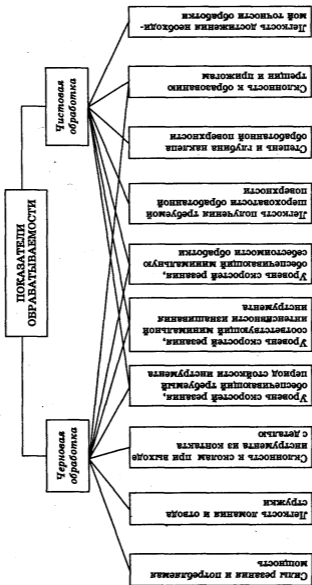 ПОКАЗАТЕЛИ
ОБРАБАТЫВАЕМОСТИ
Черновая
обработка
Чистовая
обработка
Силы резания и потребляемая
мощность
Легкость ломания и отвода
стружки
Склонность к сколам при выходе
инструмента из контакта
с деталью
Уровень скоростей резания,
обеспечивающий требуемый
период стойкости инструмента
Уровень скоростей резания,
соответствующий минимальной
интенсивности изнашивания
инструмента
Уровень скоростей резания,
обеспечивающий минимальную
себестоимости обработки
Легкость получения требуемой
шероховатости обработанной
поверхности
Степень и глубина наклепа
обработанной поверхности
Склонность к образованию
трещин и прижогам
Легкость достижения необходи-
мой точности обработки